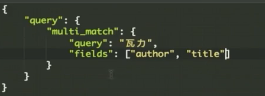 {
    "query": {
        "multi_match": {
            "query": "瓦力",
            "fields": ["author", "title"]
        }
    }
}